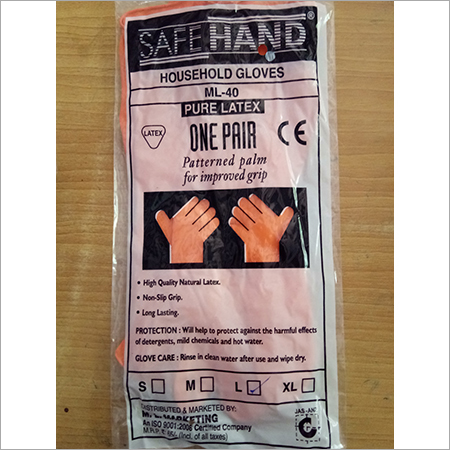 SAFE HAND®
HOUSEHOLD GLOVES
ML-40
PURE LATEX
LATEX
ONE PAIR
CE
Patterned palm
for improved grip
• High Quality Natural Latex.
• Non-Slip Grip.
• Long Lasting.
PROTECTION : Will help to protect against the harmful effects
of detergents, mild chemicals and hot water.
GLOVE CARE : Rinse in clean water after use and wipe dry.
S M L ✓ XL
DISTRIBUTED & MARKETED BY:
MARKETING
An ISO 9001:2008 Certified Company
M.R.P. (Incl. of all taxes)
JAS-ANZ